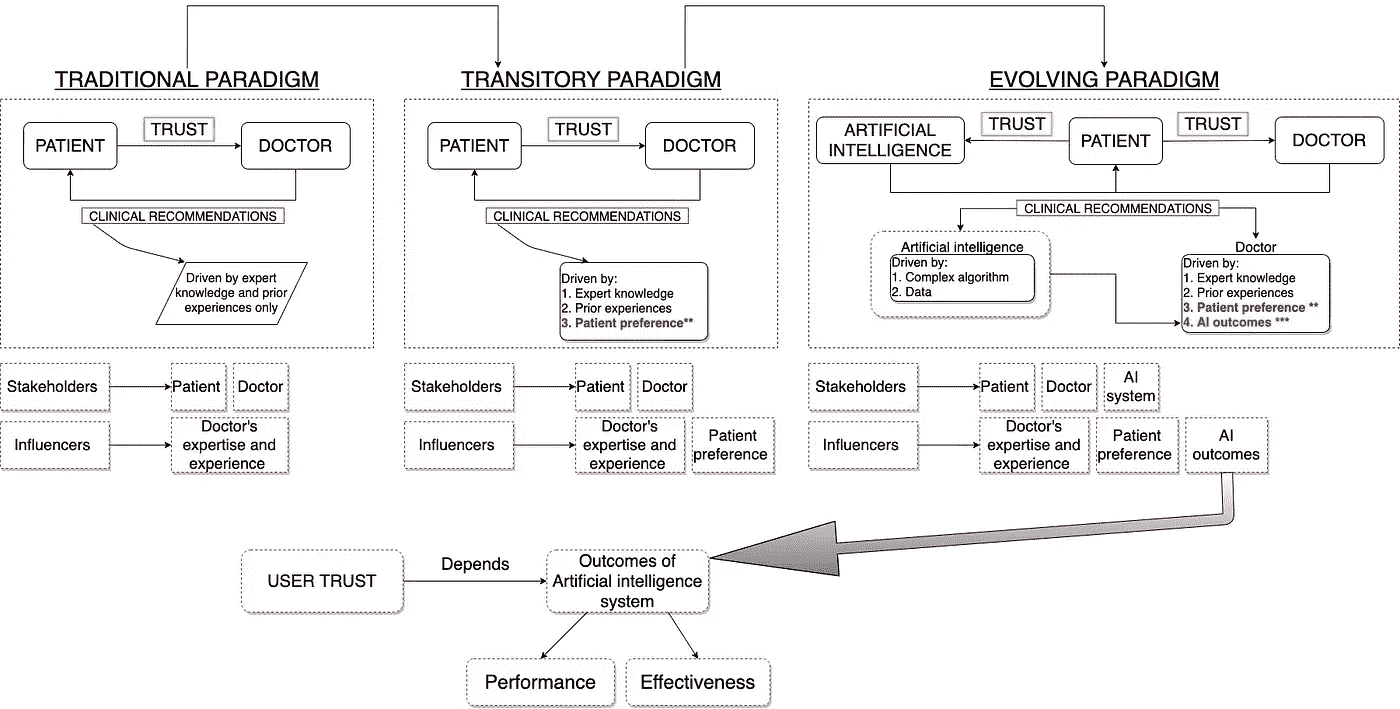 TRADITIONAL PARADIGM
PATIENT
TRUST
DOCTOR
CLINICAL RECOMMENDATIONS
Driven by expert
knowledge and prior
experiences only
Stakeholders
Patient
Doctor
Influencers
Doctor's
expertise and
experience
TRANSITORY PARADIGM
PATIENT
TRUST
DOCTOR
CLINICAL RECOMMENDATIONS
Driven by:
1. Expert knowledge
2. Prior experiences
3. Patient preference**
Stakeholders
Patient
Doctor
Influencers
Doctor's
expertise and
experience
Patient
preference
EVOLVING PARADIGM
ARTIFICIAL
INTELLIGENCE
TRUST
PATIENT
TRUST
DOCTOR
CLINICAL RECOMMENDATIONS
Artificial intelligence
Driven by:
1. Complex algorithm
2. Data
Doctor
Driven by:
1. Expert knowledge
2. Prior experiences
3. Patient preference **
4. AI outcomes ***
Stakeholders
Patient
Doctor
AI
system
Influencers
Doctor's
expertise and
experience
Patient
preference
AI
outcomes
USER TRUST
Depends
Outcomes of
Artificial intelligence
system
Performance
Effectiveness